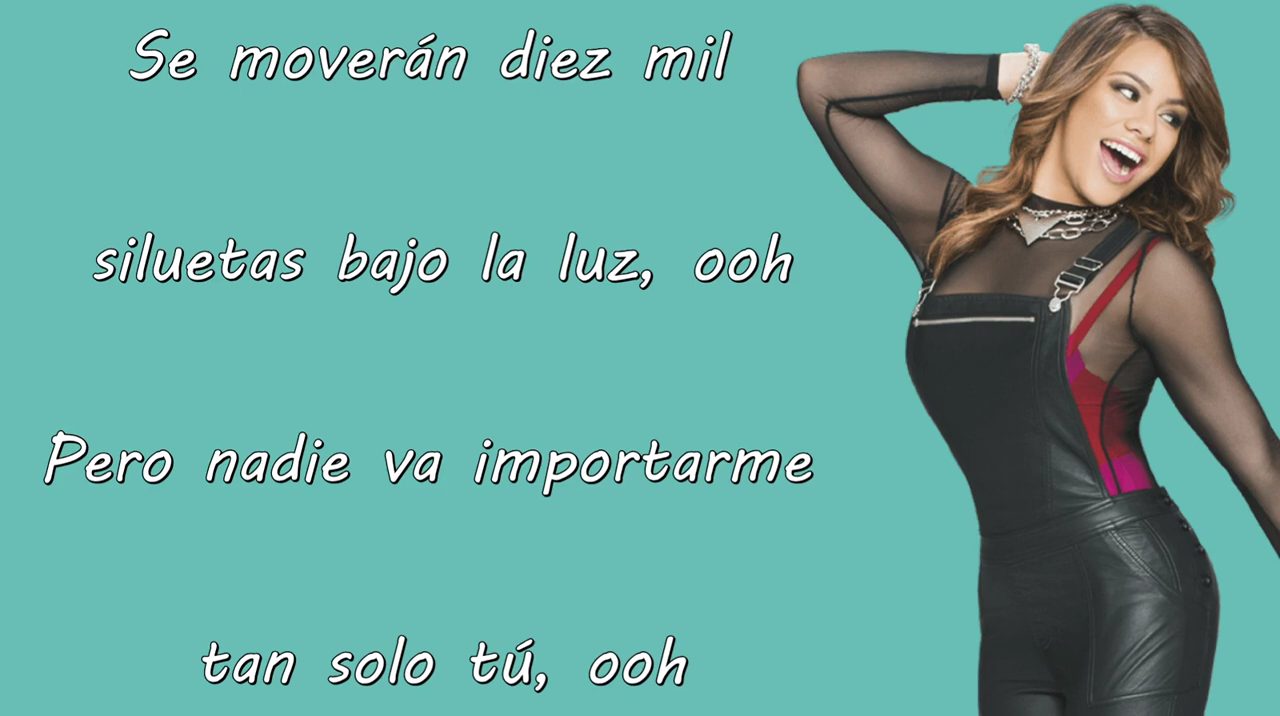 Se moverán diez mil
siluetas bajo la luz, ooh
Pero nadie va importarme
tan solo tú, ooh